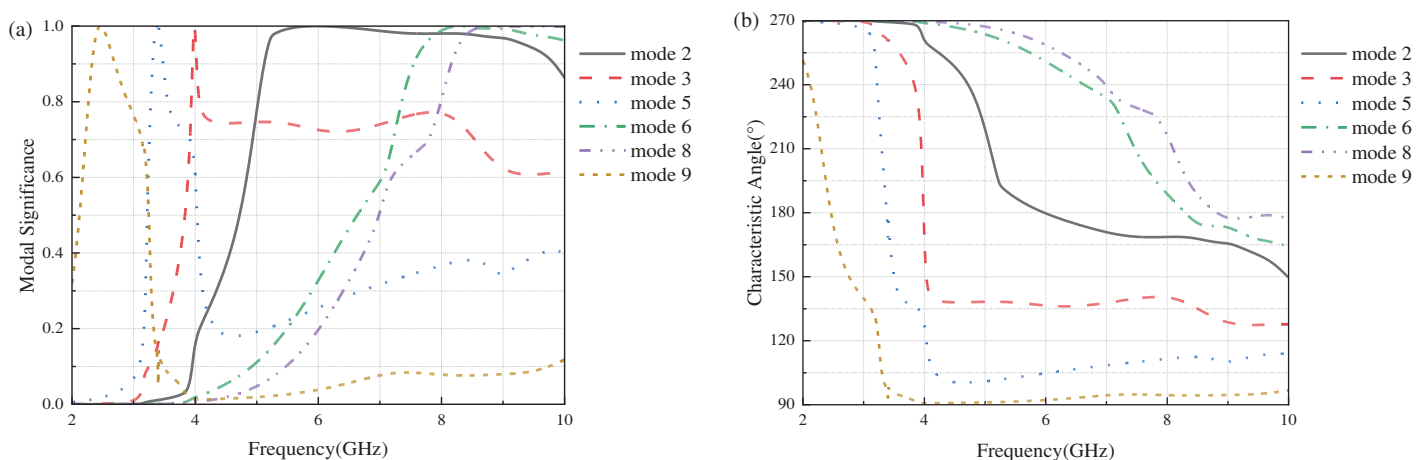 (a)
Modal Significance
1.0
0.8
0.6
0.4
0.2
0.0
2
4
6
8
10
Frequency(GHz)
mode 2
mode 3
mode 5
mode 6
mode 8
mode 9
(b)
Characteristic Angle(°)
270
240
210
170
150
130
90
2
4
6
8
10
Frequency(GHz)
mode 2
mode 3
mode 5
mode 6
mode 8
mode 9